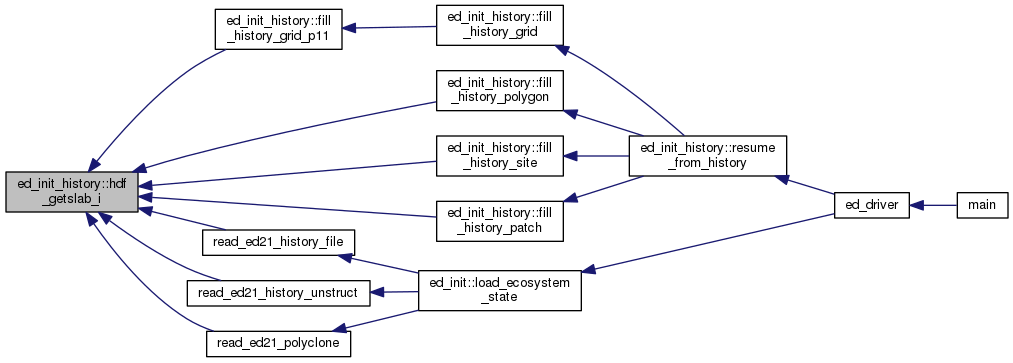 ed_init_history::fill
_history_grid_p11
ed_init_history::fill
_history_grid
ed_init_history::fill
_history_polygon
ed_init_history::fill
_history_site
ed_init_history::resume
_from_history
ed_init_history::hdf
_getslab_i
ed_init_history::fill
_history_patch
ed_driver
main
read_ed21_history_file
ed_init::load_ecosystem
_state
read_ed21_history_unstruct
read_ed21_polyclone